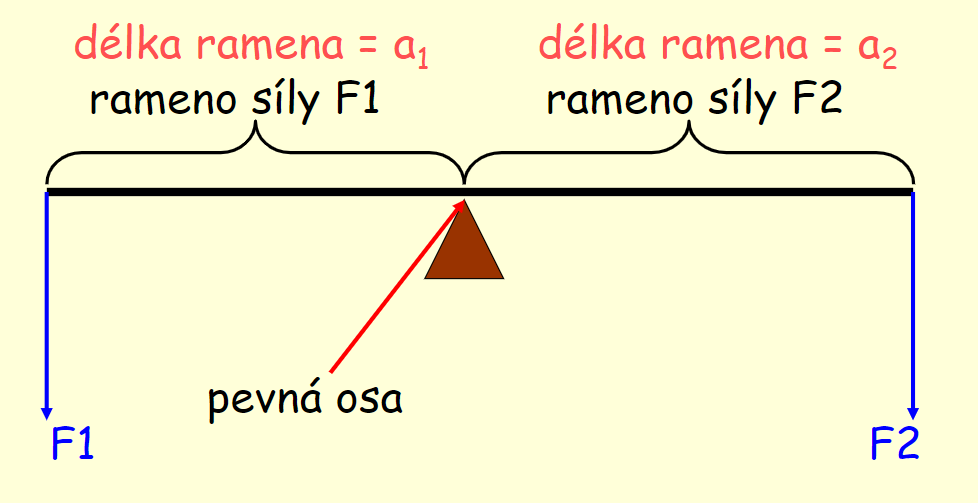 délka ramena = a₁
rameno síly F1
délka ramena = a₂
rameno síly F2
pevná osa
F1
F2